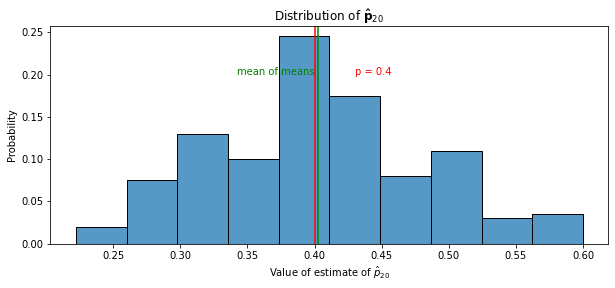 Distribution of p̂₂₀
Probability
0.25
0.20
0.15
0.10
0.05
0.00
mean of means
p = 0.4
0.25 0.30 0.35 0.40 0.45 0.50 0.55 0.60
Value of estimate of p̂₂₀